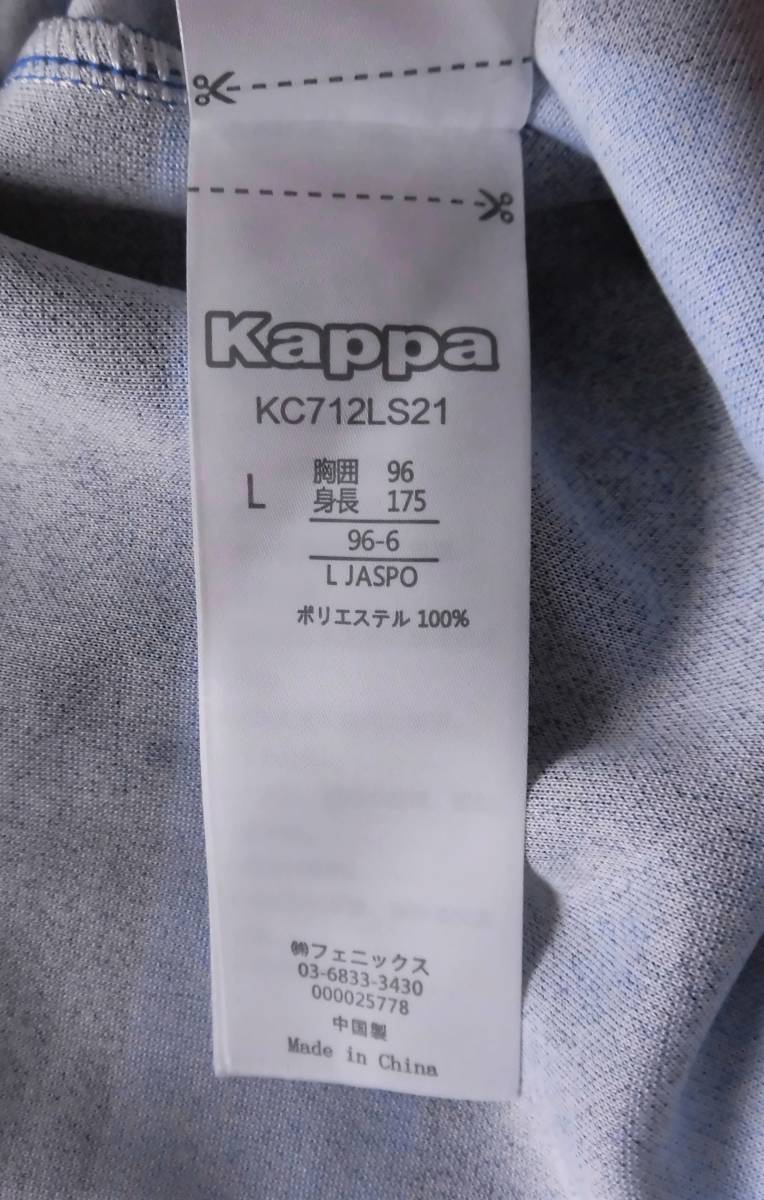 Kappa
KC712LS21
L
胸囲 96
身長 175
96-6
L JASPO
ポリエステル 100%
㈱フェニックス
03-6833-3430
000025778
中国製
Made in China